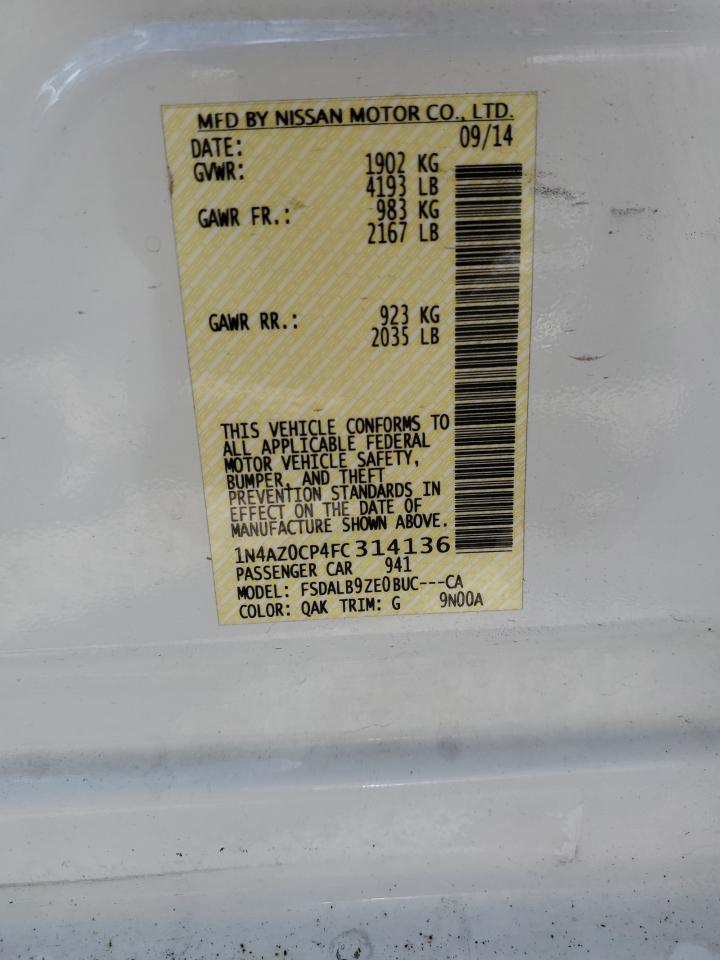 MFD BY NISSAN MOTOR CO., LTD.
DATE: 09/14
GVWR: 1902 KG
4193 LB
GAWR FR.: 983 KG
2167 LB
GAWR RR.: 923 KG
2035 LB
THIS VEHICLE CONFORMS TO
ALL APPLICABLE FEDERAL
MOTOR VEHICLE SAFETY,
BUMPER, AND THEFT
PREVENTION STANDARDS IN
EFFECT ON THE DATE OF
MANUFACTURE SHOWN ABOVE.
1N4AZ0CP4FC314136
PASSENGER CAR 941
MODEL: FSDALB9ZE0BUC---CA
COLOR: QAK TRIM: G 9N00A